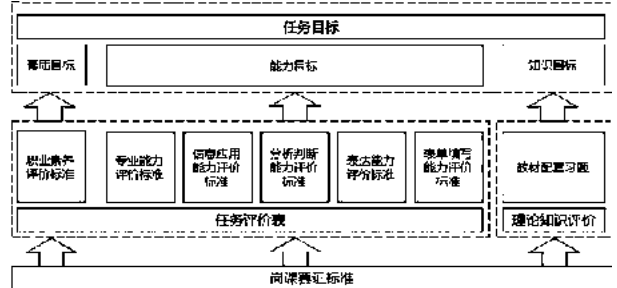 任务目标
素质目标
能力目标
知识目标
职业素养
评价标准
专业能力
评价标准
信息应用
能力评价
标准
分析判断
能力评价
标准
表达能力
评价标准
表单填写
能力评价
标准
教材配套习题
任务评价表
理论知识评价
岗课赛证标准